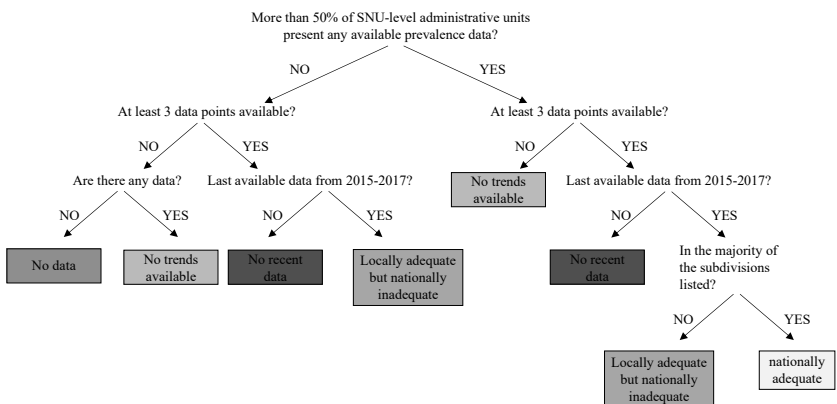 More than 50% of SNU-level administrative units
present any available prevalence data?
NO
YES
At least 3 data points available?
At least 3 data points available?
NO
YES
NO
YES
Are there any data?
Last available data from 2015-2017?
No trends
available
Last available data from 2015-2017?
NO
YES
NO
YES
NO
YES
No data
No trends
available
No recent
data
Locally adequate
but nationally
inadequate
No recent
data
In the majority of
the subdivisions
listed?
NO
YES
Locally adequate
but nationally
inadequate
nationally
adequate